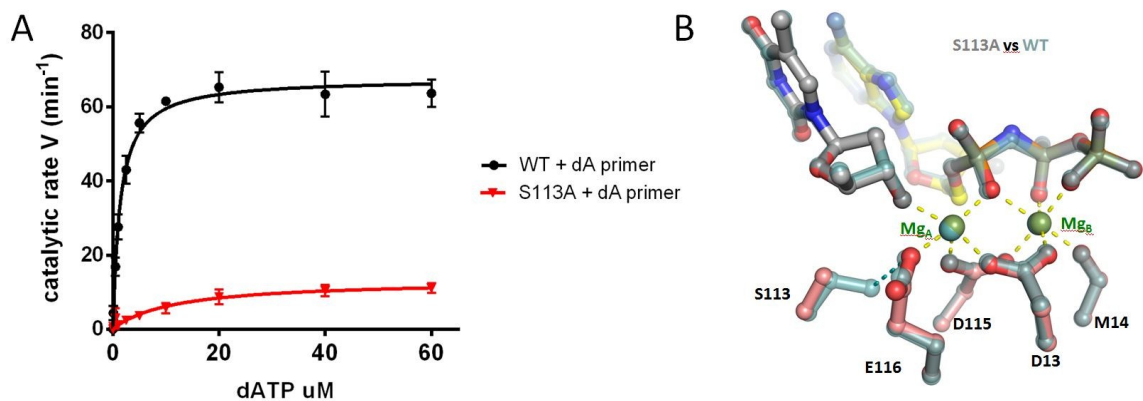 A
80
60
40
20
0
catalytic rate V (min-1)
0
20
40
60
dATP uM
WT + dA primer
S113A + dA primer
B
S113A vs WT
MgA
MgB
S113
E116
D115
D13
M14